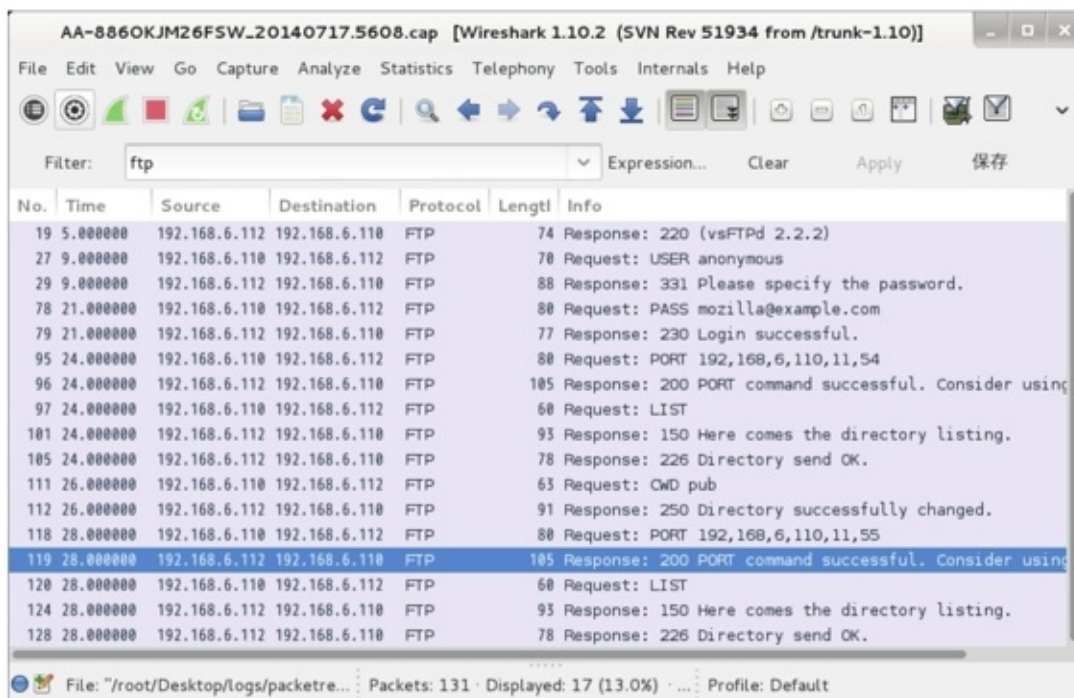 AA-886OKJM26FSW_20140717.5608.cap [Wireshark 1.10.2 (SVN Rev 51934 from /trunk-1.10)]
File Edit View Go Capture Analyze Statistics Telephony Tools Internals Help
Filter: ftp Expression... Clear Apply 保存
No. Time Source Destination Protocol Lengtl Info
19 5.000000 192.168.6.112 192.168.6.110 FTP 74 Response: 220 (vsFTPd 2.2.2)
27 9.000000 192.168.6.110 192.168.6.112 FTP 70 Request: USER anonymous
29 9.000000 192.168.6.112 192.168.6.110 FTP 88 Response: 331 Please specify the password.
78 21.000000 192.168.6.110 192.168.6.112 FTP 80 Request: PASS mozilla@example.com
79 21.000000 192.168.6.112 192.168.6.110 FTP 77 Response: 230 Login successful.
95 24.000000 192.168.6.110 192.168.6.112 FTP 80 Request: PORT 192,168,6,110,11,54
96 24.000000 192.168.6.112 192.168.6.110 FTP 105 Response: 200 PORT command successful. Consider using
97 24.000000 192.168.6.110 192.168.6.112 FTP 60 Request: LIST
101 24.000000 192.168.6.112 192.168.6.110 FTP 93 Response: 150 Here comes the directory listing.
105 24.000000 192.168.6.112 192.168.6.110 FTP 78 Response: 226 Directory send OK.
111 26.000000 192.168.6.110 192.168.6.112 FTP 63 Request: CWD pub
112 26.000000 192.168.6.112 192.168.6.110 FTP 91 Response: 250 Directory successfully changed.
118 28.000000 192.168.6.110 192.168.6.112 FTP 80 Request: PORT 192,168,6,110,11,55
119 28.000000 192.168.6.112 192.168.6.110 FTP 105 Response: 200 PORT command successful. Consider using
120 28.000000 192.168.6.110 192.168.6.112 FTP 60 Request: LIST
124 28.000000 192.168.6.112 192.168.6.110 FTP 93 Response: 150 Here comes the directory listing.
128 28.000000 192.168.6.112 192.168.6.110 FTP 78 Response: 226 Directory send OK.
File: "/root/Desktop/logs/packetre... Packets: 131 · Displayed: 17 (13.0%) · ... Profile: Default